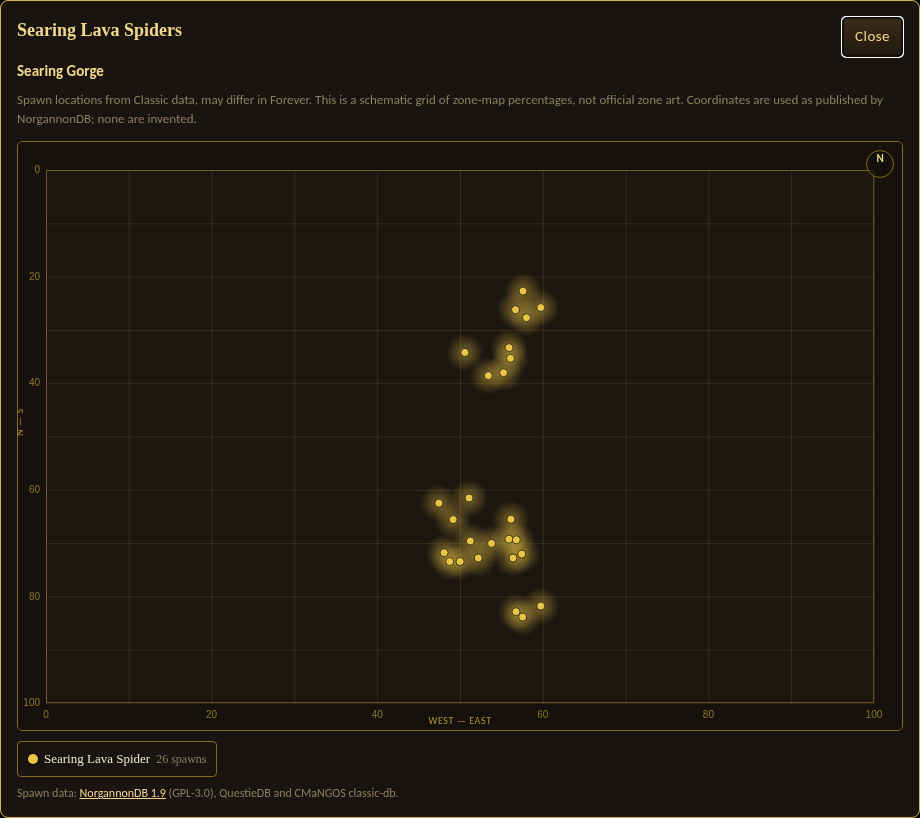 Searing Lava Spiders
Close
Searing Gorge
Spawn locations from Classic data, may differ in Forever. This is a schematic grid of zone-map percentages, not official zone art. Coordinates are used as published by
NorgannonDB; none are invented.
N
0
20
40
60
80
100
N — S
0
20
40
60
80
100
WEST — EAST
Searing Lava Spider 26 spawns
Spawn data: NorgannonDB 1.9 (GPL-3.0), QuestieDB and CMaNGOS classic-db.